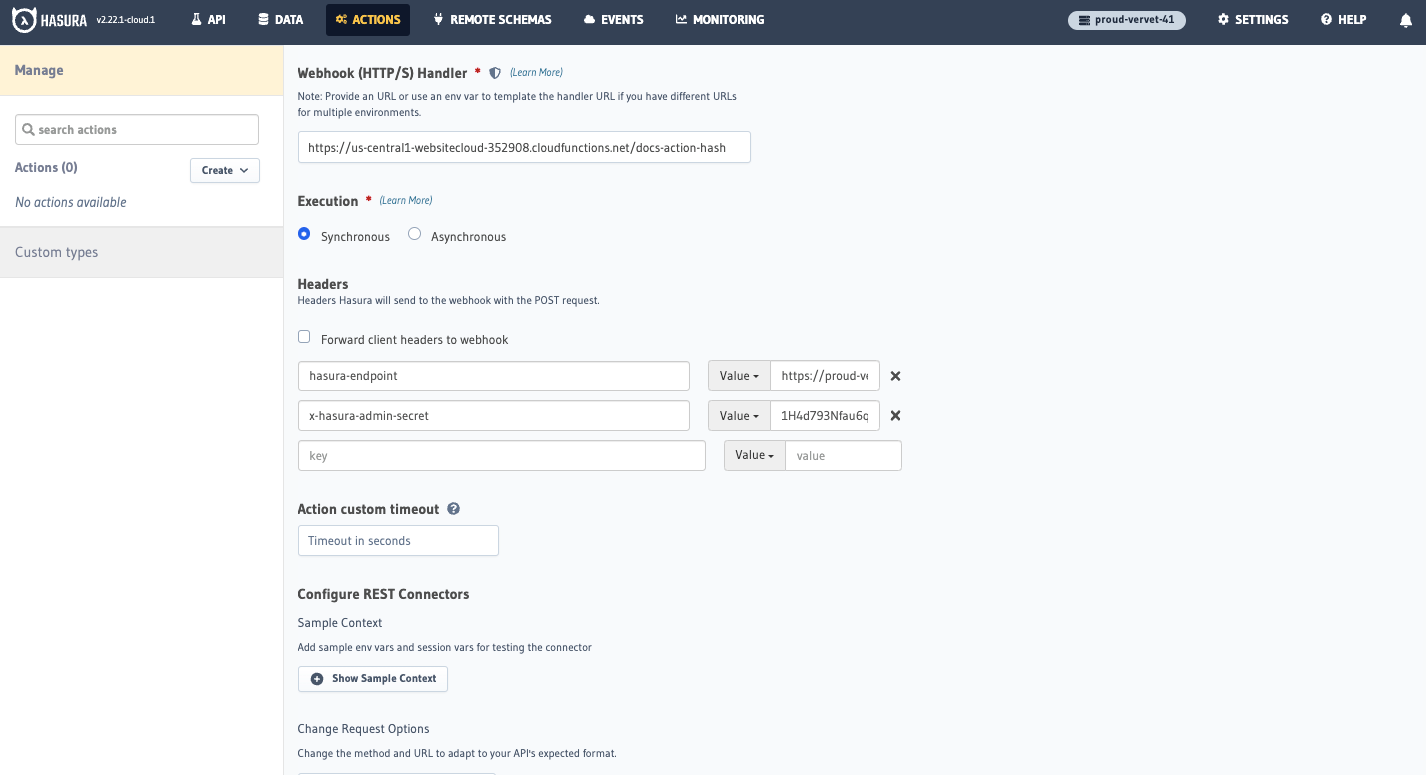 HASURA v2.22.1-cloud.1 API DATA ACTIONS REMOTE SCHEMAS EVENTS MONITORING proud-vervet-41 SETTINGS HELP
Manage
search actions
Actions (0) Create
No actions available
Custom types
Webhook (HTTP/S) Handler * (Learn More)
Note: Provide an URL or use an env var to template the handler URL if you have different URLs
for multiple environments.
https://us-central1-websitecloud-352908.cloudfunctions.net/docs-action-hash
Execution * (Learn More)
Synchronous Asynchronous
Headers
Headers Hasura will send to the webhook with the POST request.
Forward client headers to webhook
hasura-endpoint Value https://proud-ve
x-hasura-admin-secret Value 1H4d793Nfau6q
key Value value
Action custom timeout ?
Timeout in seconds
Configure REST Connectors
Sample Context
Add sample env vars and session vars for testing the connector
Show Sample Context
Change Request Options
Change the method and URL to adapt to your API's expected format.